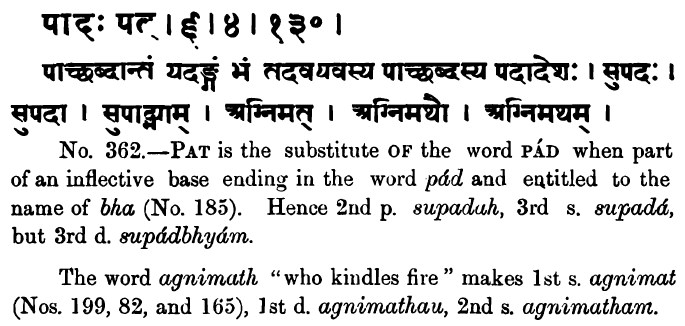 पादः पत् । ६ । ४ । १३० ।
पाच्छब्दान्तं यदङ्गं भं तदवयवस्य पाच्छब्दस्य पदादेशः । सुपदः ।
सुपदा । सुपाद्भ्याम् । अग्निमत् । अग्निमथौ । अग्निमथम् ।
No. 362.—PAT is the substitute OF the word PÁD when part
of an inflective base ending in the word pád and entitled to the
name of bha (No. 185). Hence 2nd p. supadah, 3rd s. supadá,
but 3rd d. supádbhyám.
The word agnimath "who kindles fire" makes 1st s. agnimat
(Nos. 199, 82, and 165), 1st d. agnimathau, 2nd s. agnimatham.